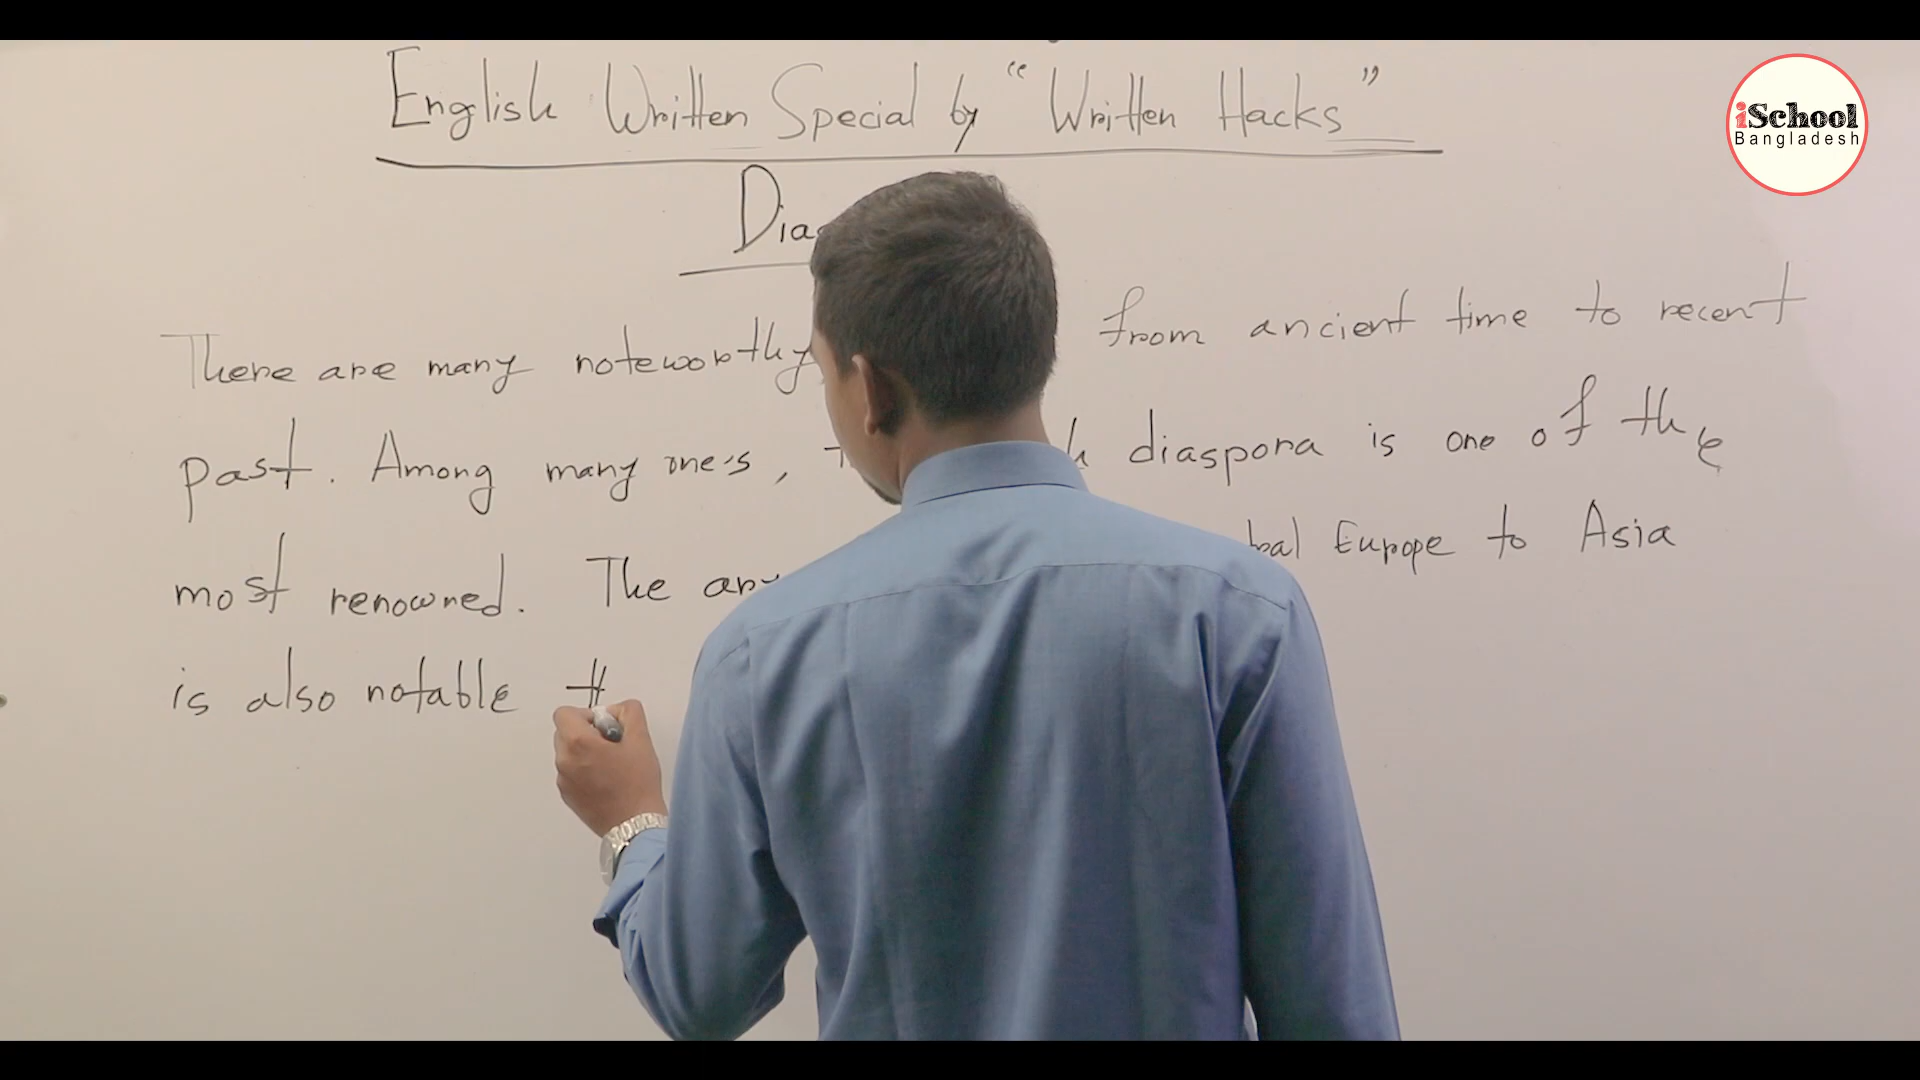 English Written Special by "Written Hacks"
iSchool
Bangladesh
There are many noteworthy from ancient time to recent
past. Among many one's, diaspora is one of the
most renowned. The Europe to Asia
is also notable